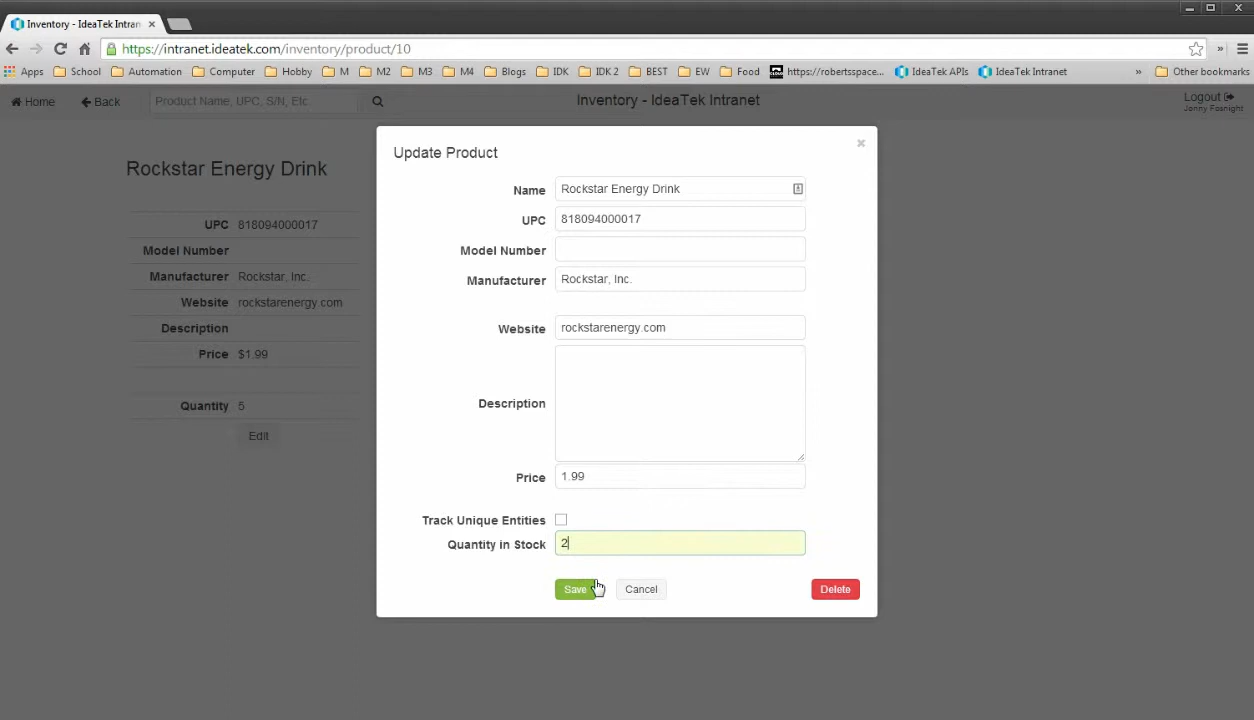 Inventory - IdeaTek Intran
https://intranet.ideatek.com/inventory/product/10
Apps School Automation Computer Hobby M M2 M3 M4 Blogs IDK IDK 2 BEST EW Food https://robertsspace... IdeaTek APIs IdeaTek Intranet » Other bookmarks
Home Back Product Name, UPC, S/N, Etc. Inventory - IdeaTek Intranet Logout
Jenny Fosnight
Rockstar Energy Drink
UPC 818094000017
Model Number
Manufacturer Rockstar, Inc.
Website rockstarenergy.com
Description
Price $1.99
Quantity 5
Edit
Update Product
Name Rockstar Energy Drink
UPC 818094000017
Model Number
Manufacturer Rockstar, Inc.
Website rockstarenergy.com
Description
Price 1.99
Track Unique Entities
Quantity in Stock 2
Save Cancel Delete